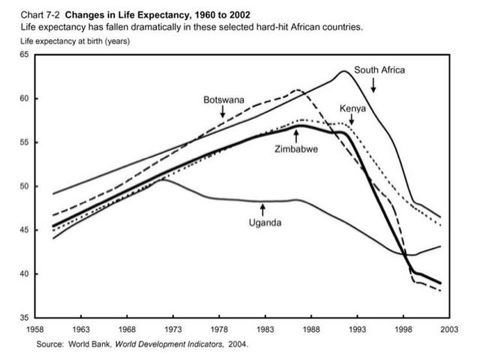 Chart 7-2 Changes in Life Expectancy, 1960 to 2002
Life expectancy has fallen dramatically in these selected hard-hit African countries.
Life expectancy at birth (years)
65
South Africa
60
Botswana
Kenya
55
Zimbabwe
50
45
Uganda
40
35
1958 1963 1968 1973 1978 1983 1988 1993 1998 2003
Source: World Bank, World Development Indicators, 2004.